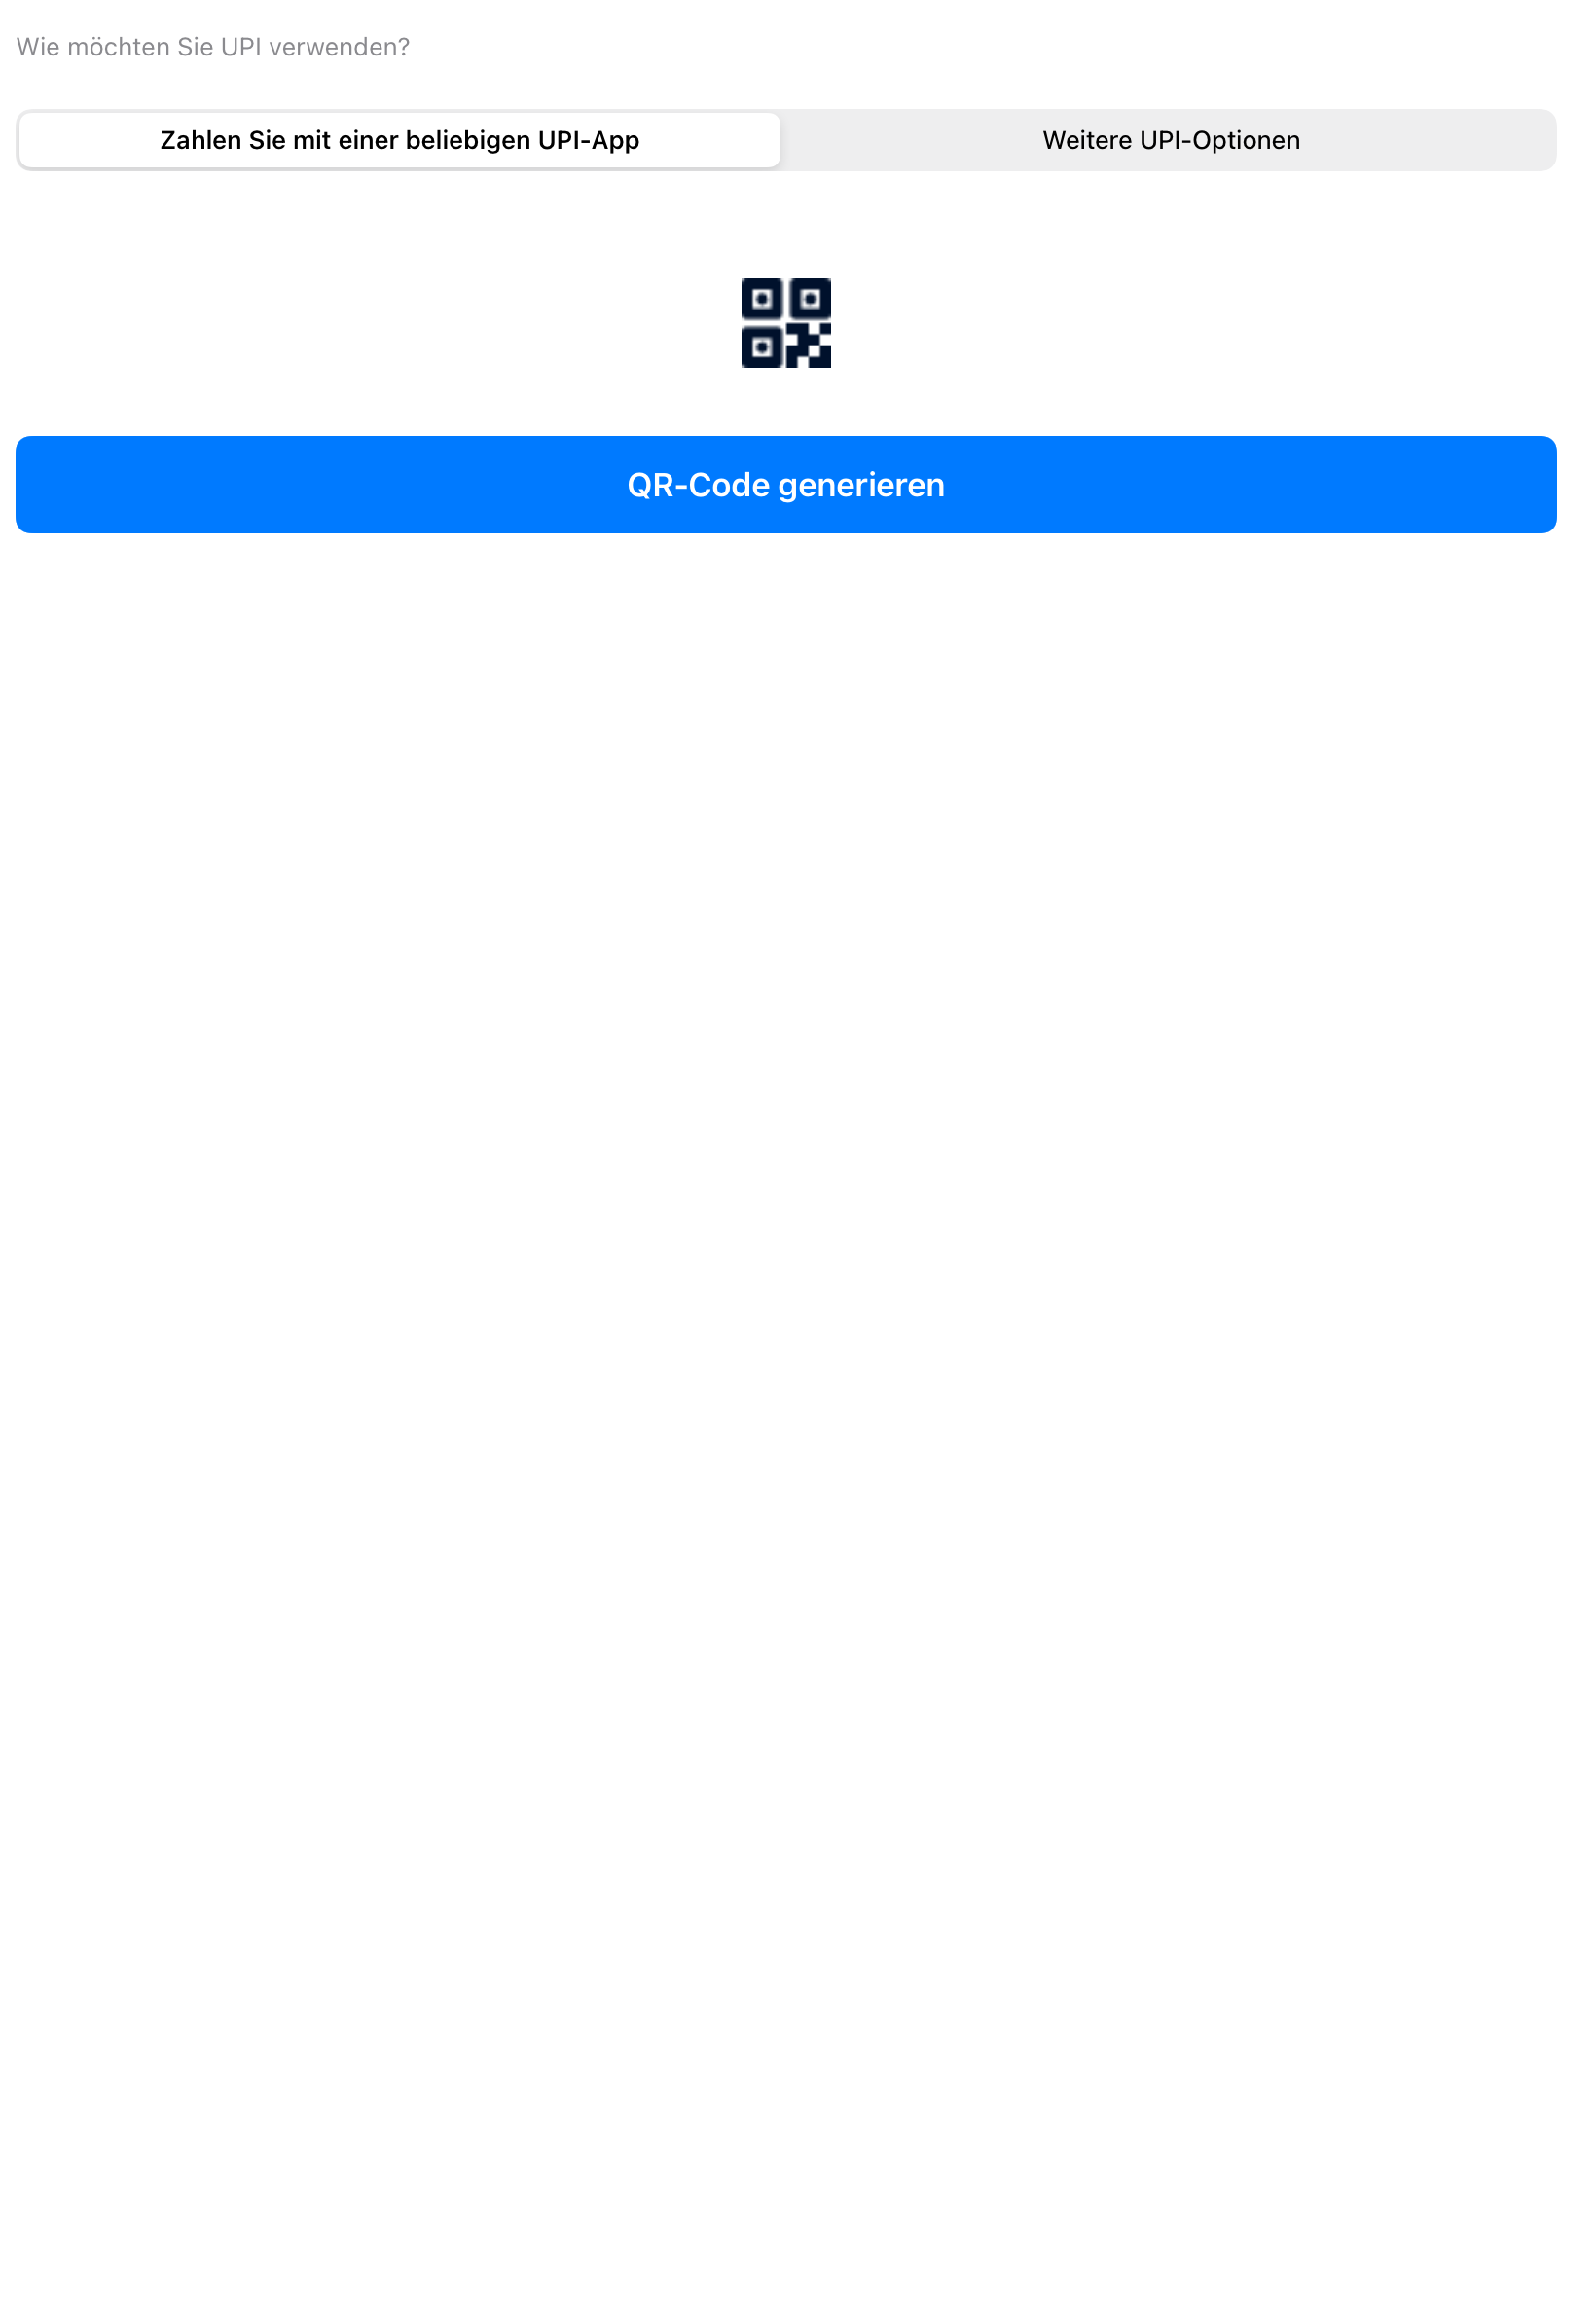 Wie möchten Sie UPI verwenden?
Zahlen Sie mit einer beliebigen UPI-App
Weitere UPI-Optionen
QR-Code generieren